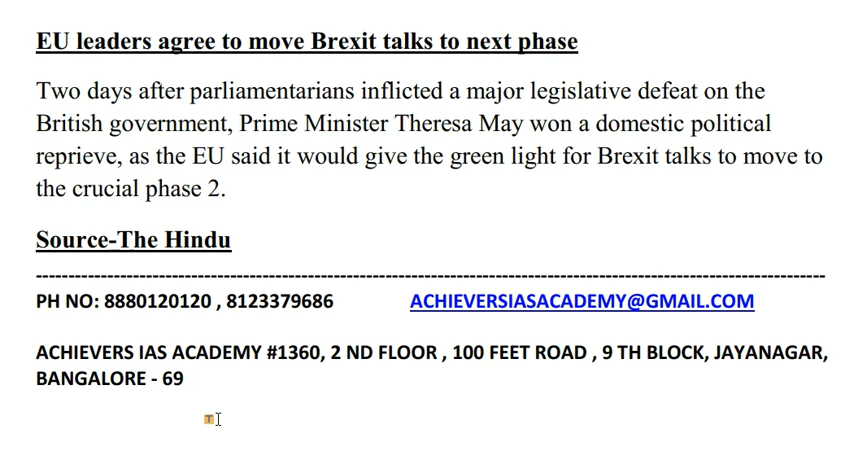 EU leaders agree to move Brexit talks to next phase
Two days after parliamentarians inflicted a major legislative defeat on the
British government, Prime Minister Theresa May won a domestic political
reprieve, as the EU said it would give the green light for Brexit talks to move to
the crucial phase 2.
Source-The Hindu
--------------------------------------------------------------------------------------------------------------------------
PH NO: 8880120120 , 8123379686 ACHIEVERSIASACADEMY@GMAIL.COM
ACHIEVERS IAS ACADEMY #1360, 2 ND FLOOR , 100 FEET ROAD , 9 TH BLOCK, JAYANAGAR,
BANGALORE - 69
T